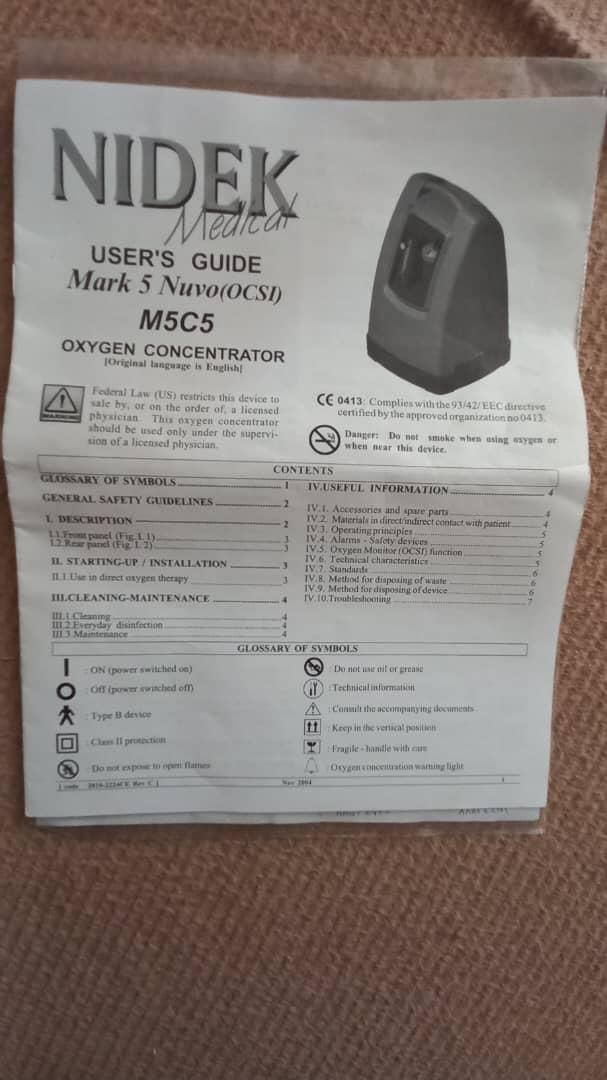 NIDEK
Medical
USER'S GUIDE
Mark 5 Nuvo(OCSI)
M5C5
OXYGEN CONCENTRATOR
[Original language is English]
WARNING
Federal Law (US) restricts this device to
sale by, or on the order of, a licensed
physician. This oxygen concentrator
should be used only under the supervi-
sion of a licensed physician.
CE 0413: Complies with the 93/42/ EEC directive
certified by the approved organization no 0413.
Danger: Do not smoke when using oxygen or
when near this device.
CONTENTS
GLOSSARY OF SYMBOLS 1
GENERAL SAFETY GUIDELINES 2
I. DESCRIPTION 2
I.1.Front panel (Fig. I. 1) 3
I.2.Rear panel (Fig. I. 2) 3
II. STARTING-UP / INSTALLATION 3
II.1.Use in direct oxygen therapy 3
III.CLEANING-MAINTENANCE 4
III.1.Cleaning 4
III.2.Everyday disinfection 4
III.3.Maintenance 4
IV.USEFUL INFORMATION 4
IV.1. Accessories and spare parts 4
IV.2. Materials in direct/indirect contact with patient 4
IV.3. Operating principles 5
IV.4. Alarms - Safety devices 5
IV.5. Oxygen Monitor (OCSI) function 5
IV.6. Technical characteristics 5
IV.7. Standards 6
IV.8. Method for disposing of waste 6
IV.9. Method for disposing of device 6
IV.10.Troubleshooting 7
GLOSSARY OF SYMBOLS
: ON (power switched on)
: Off (power switched off)
: Type B device
: Class II protection
: Do not expose to open flames
: Do not use oil or grease
: Technical information
: Consult the accompanying documents
: Keep in the vertical position
: Fragile - handle with care
: Oxygen concentration warning light
[ code 2010-2224CE Rev C ] Nov 2004 1